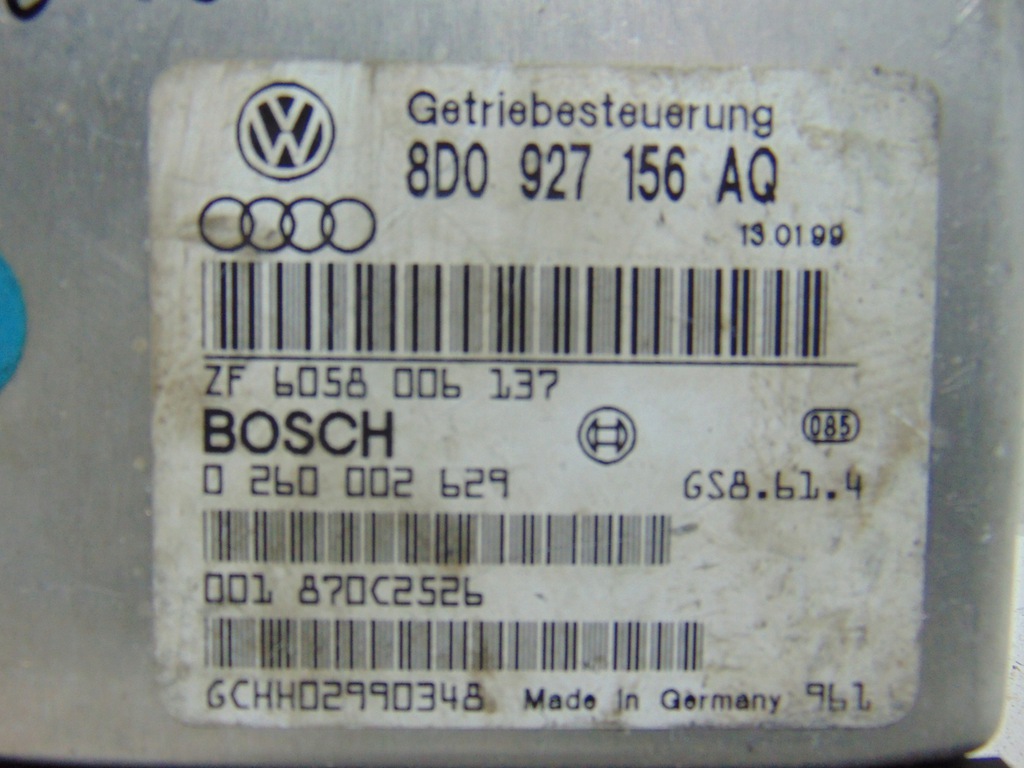 Getriebesteuerung
8D0 927 156 AQ
13.01 99
ZF 6058 006 137
BOSCH
085
0 260 002 629 GS8.61.4
001 870C2526
GCHH02990348 Made in Germany 961